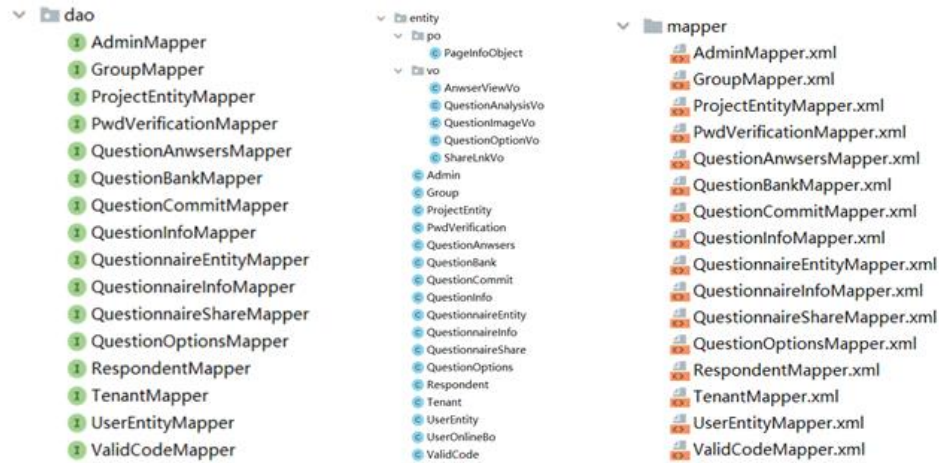 dao
AdminMapper
GroupMapper
ProjectEntityMapper
PwdVerificationMapper
QuestionAnwsersMapper
QuestionBankMapper
QuestionCommitMapper
QuestionInfoMapper
QuestionnaireEntityMapper
QuestionnaireInfoMapper
QuestionnaireShareMapper
QuestionOptionsMapper
RespondentMapper
TenantMapper
UserEntityMapper
ValidCodeMapper
entity
po
PageInfoObject
vo
AnwserViewVo
QuestionAnalysisVo
QuestionImageVo
QuestionOptionVo
ShareLnkVo
Admin
Group
ProjectEntity
PwdVerification
QuestionAnwsers
QuestionBank
QuestionCommit
QuestionInfo
QuestionnaireEntity
QuestionnaireInfo
QuestionnaireShare
QuestionOptions
Respondent
Tenant
UserEntity
UserOnlineBo
ValidCode
mapper
AdminMapper.xml
GroupMapper.xml
ProjectEntityMapper.xml
PwdVerificationMapper.xml
QuestionAnwsersMapper.xml
QuestionBankMapper.xml
QuestionCommitMapper.xml
QuestionInfoMapper.xml
QuestionnaireEntityMapper.xml
QuestionnaireInfoMapper.xml
QuestionnaireShareMapper.xml
QuestionOptionsMapper.xml
RespondentMapper.xml
TenantMapper.xml
UserEntityMapper.xml
ValidCodeMapper.xml